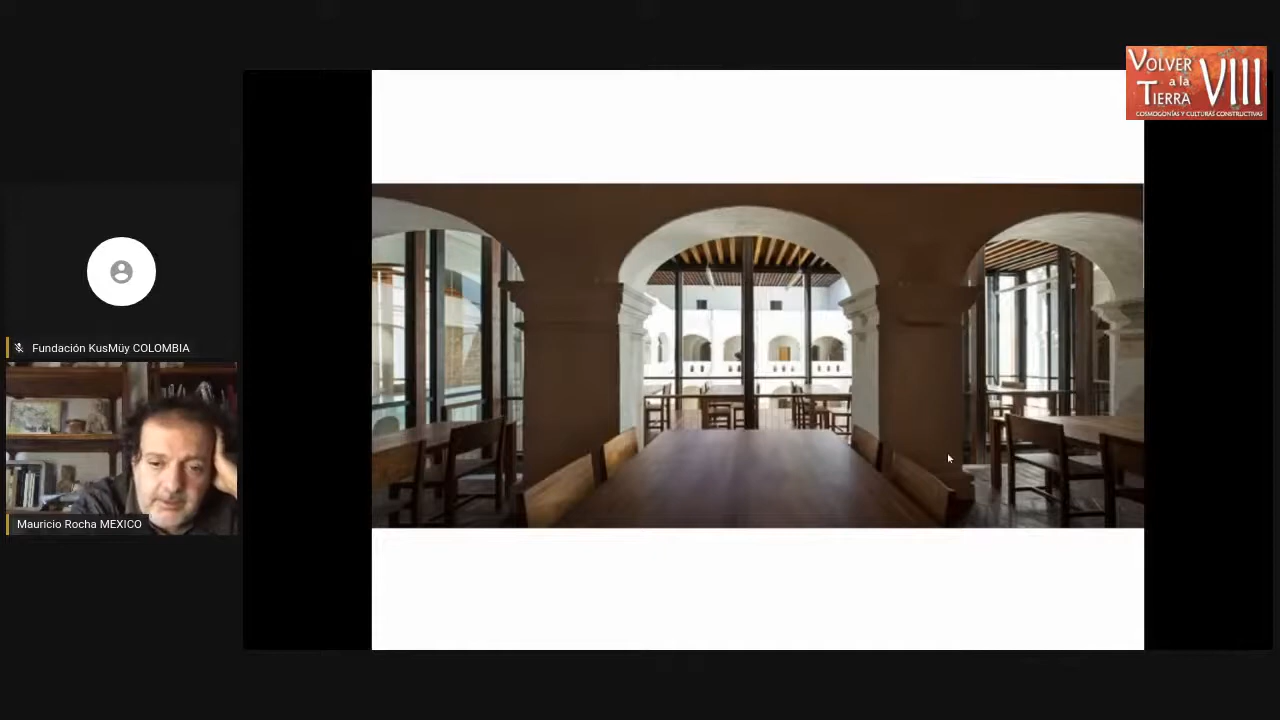 VOLVER
a la
TIERRA VIII
COSMOGONÍAS Y CULTURAS CONSTRUCTIVAS
Fundación KusMüy COLOMBIA
Mauricio Rocha MEXICO